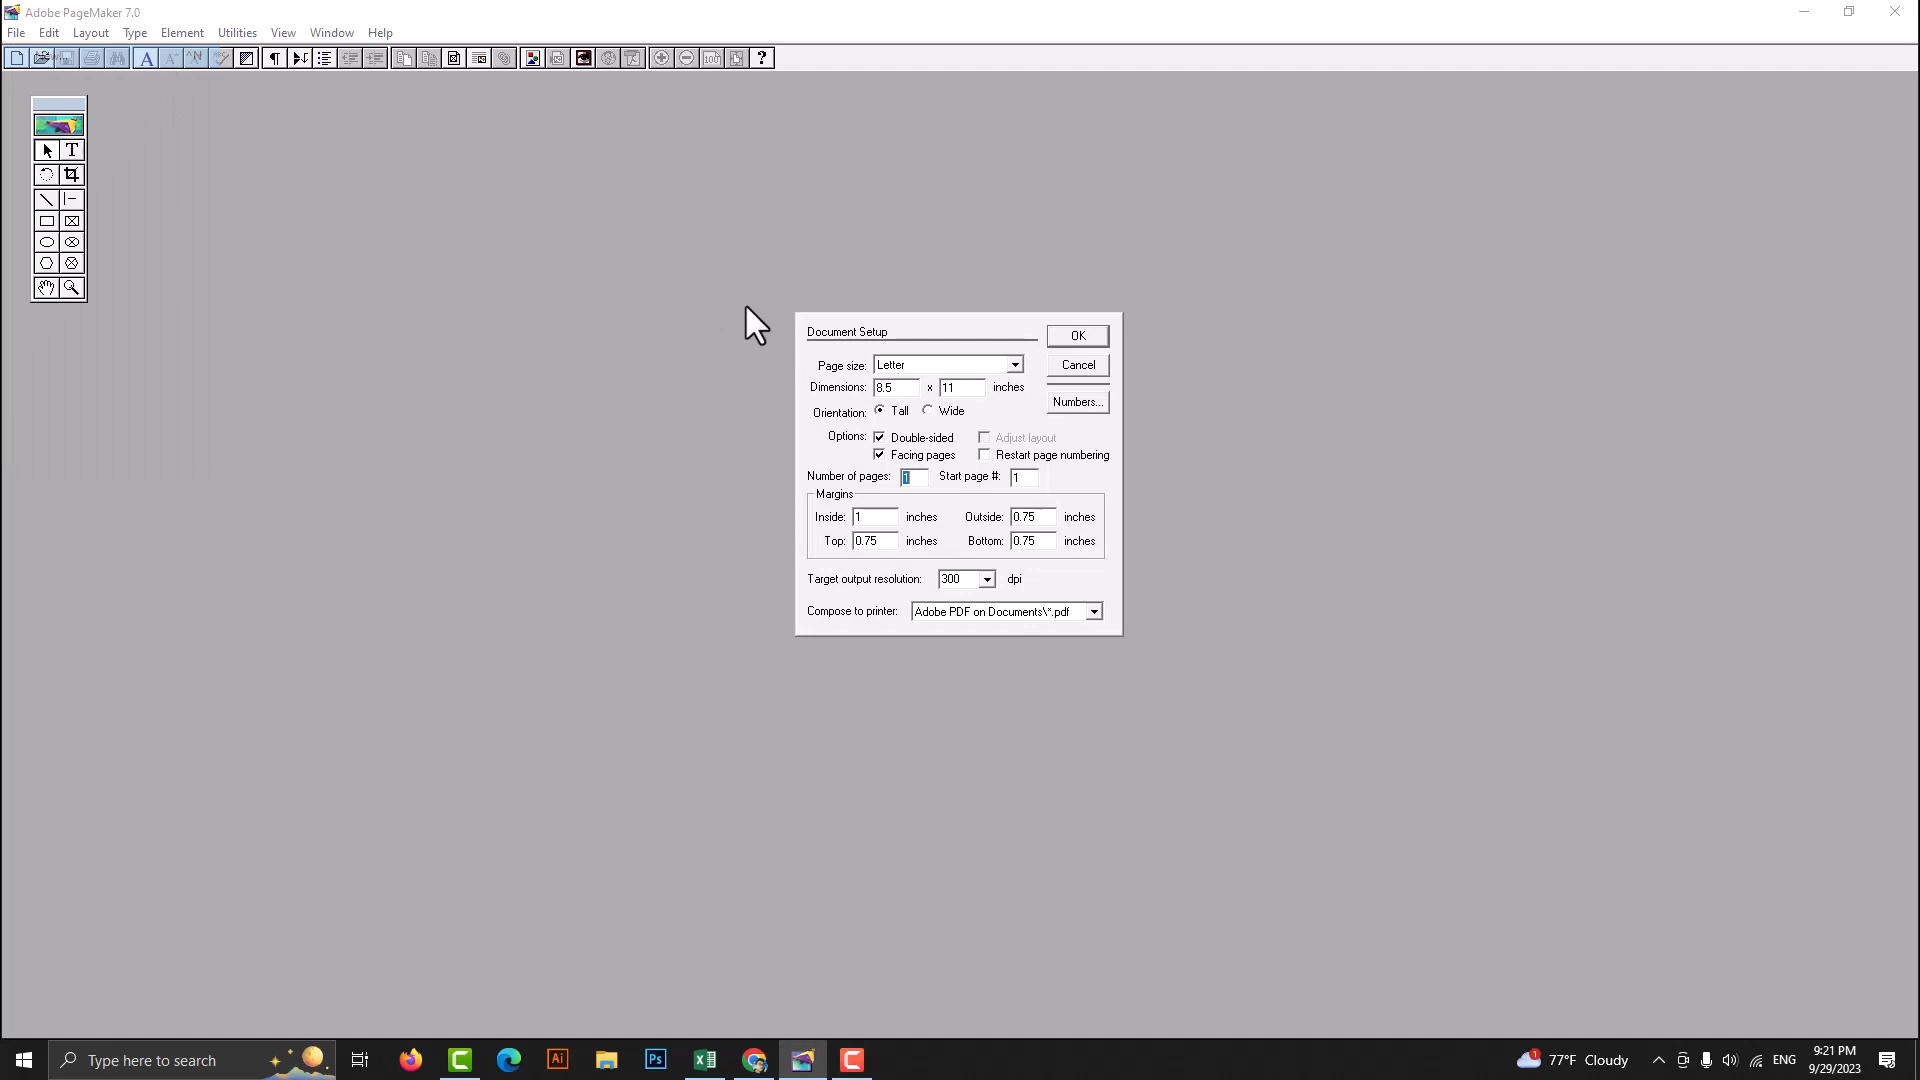 Adobe PageMaker 7.0
File Edit Layout Type Element Utilities View Window Help
Document Setup
OK
Page size: Letter
Cancel
Dimensions: 8.5 x 11 inches
Numbers...
Orientation: Tall Wide
Options: Double-sided Adjust layout
Facing pages Restart page numbering
Number of pages: 1 Start page #: 1
Margins
Inside: 1 inches Outside: 0.75 inches
Top: 0.75 inches Bottom: 0.75 inches
Target output resolution: 300 dpi
Compose to printer: Adobe PDF on Documents\*.pdf
Type here to search
Ai
Ps
1
77°F Cloudy
ENG
9:21 PM
9/29/2023